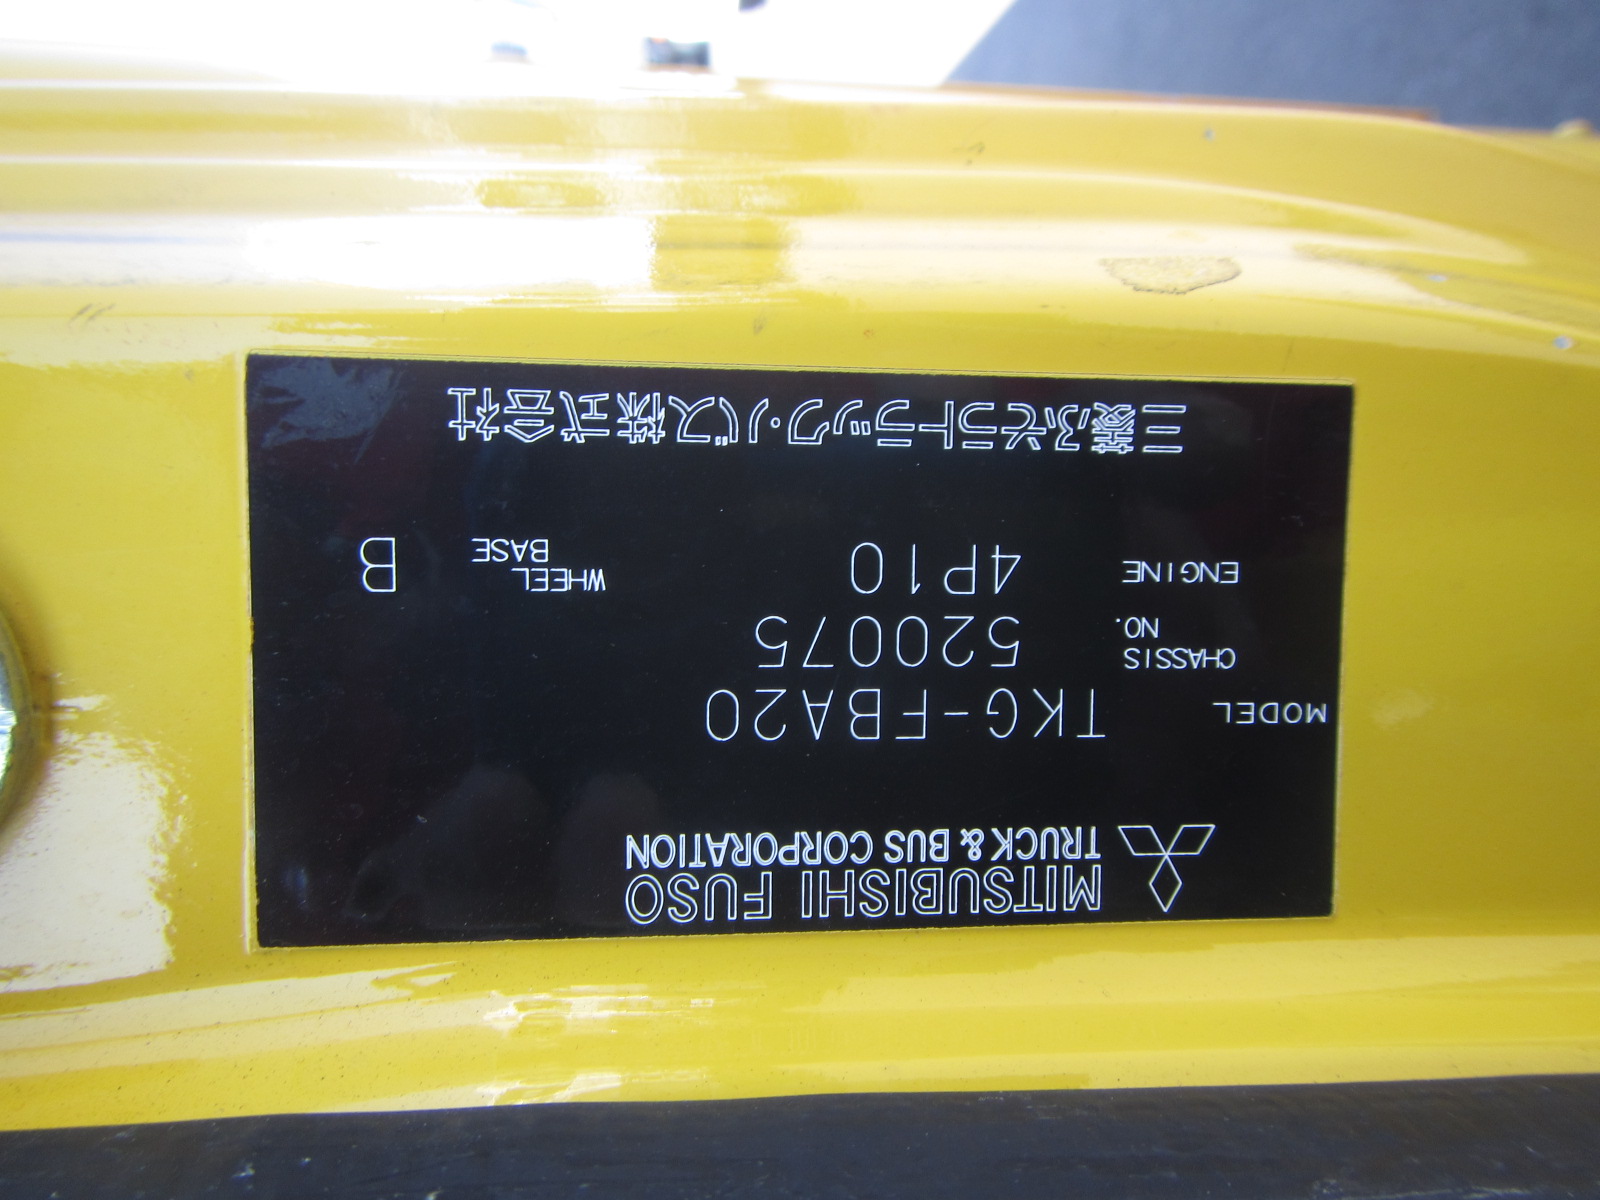 MITSUBISHI FUSO
TRUCK & BUS CORPORATION
MODEL TKG-FBA20
CHASSIS NO. 520075
ENGINE 4P10 WHEEL BASE B
三菱ふそうトラック・バス株式会社